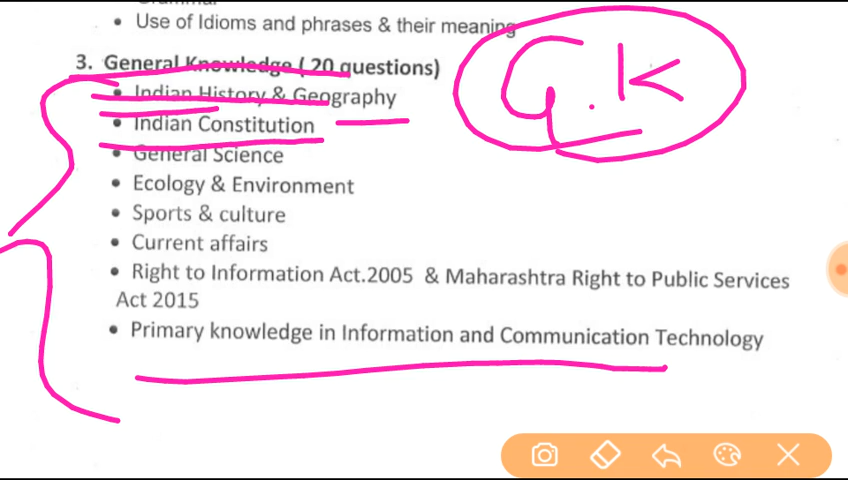 • Use of Idioms and phrases & their meaning
3. General Knowledge ( 20 questions)
G.K
• Indian History & Geography
• Indian Constitution
• General Science
• Ecology & Environment
• Sports & culture
• Current affairs
• Right to Information Act.2005 & Maharashtra Right to Public Services
Act 2015
• Primary knowledge in Information and Communication Technology